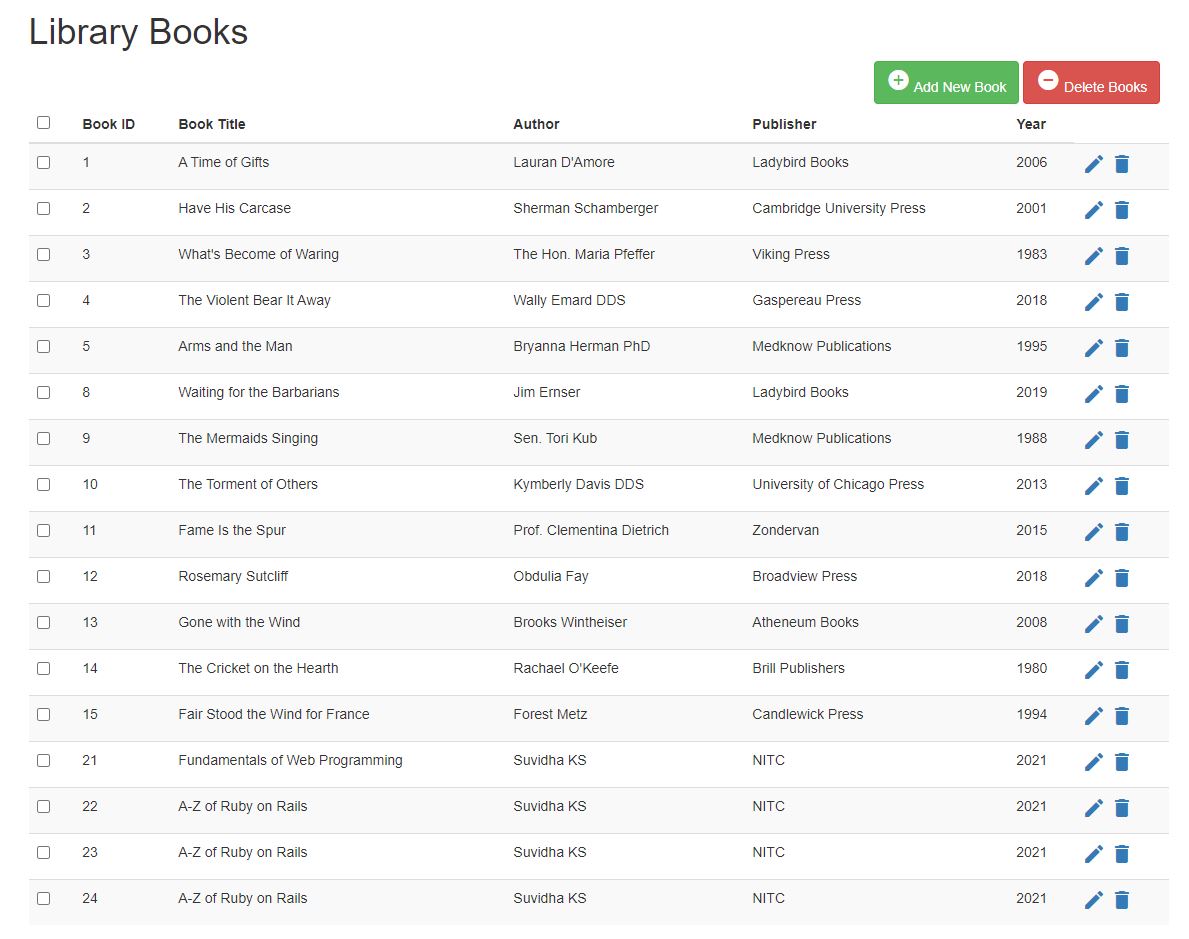 Library Books
Add New Book Delete Books
Book ID Book Title Author Publisher Year
1 A Time of Gifts Lauran D'Amore Ladybird Books 2006
2 Have His Carcase Sherman Schamberger Cambridge University Press 2001
3 What's Become of Waring The Hon. Maria Pfeffer Viking Press 1983
4 The Violent Bear It Away Wally Emard DDS Gaspereau Press 2018
5 Arms and the Man Bryanna Herman PhD Medknow Publications 1995
8 Waiting for the Barbarians Jim Ernser Ladybird Books 2019
9 The Mermaids Singing Sen. Tori Kub Medknow Publications 1988
10 The Torment of Others Kymberly Davis DDS University of Chicago Press 2013
11 Fame Is the Spur Prof. Clementina Dietrich Zondervan 2015
12 Rosemary Sutcliff Obdulia Fay Broadview Press 2018
13 Gone with the Wind Brooks Wintheiser Atheneum Books 2008
14 The Cricket on the Hearth Rachael O'Keefe Brill Publishers 1980
15 Fair Stood the Wind for France Forest Metz Candlewick Press 1994
21 Fundamentals of Web Programming Suvidha KS NITC 2021
22 A-Z of Ruby on Rails Suvidha KS NITC 2021
23 A-Z of Ruby on Rails Suvidha KS NITC 2021
24 A-Z of Ruby on Rails Suvidha KS NITC 2021